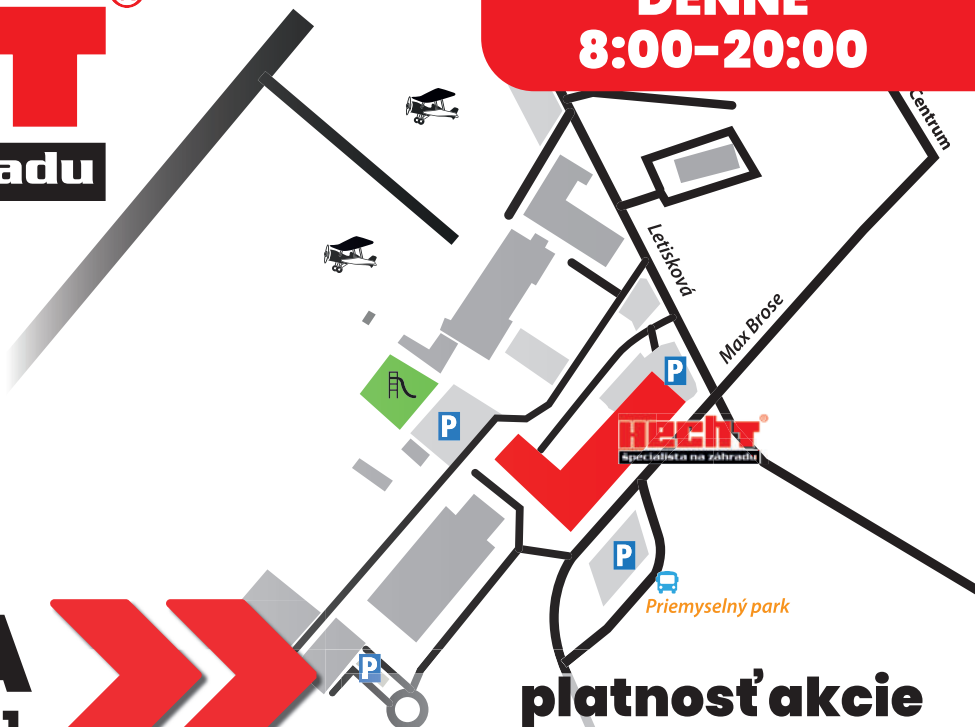 DENNE
8:00-20:00
T
adu
Centrum
Letisková
Max Brose
P
P
HECHT®
špecialista na záhradu
P
Priemyselný park
P
A
platnosť akcie